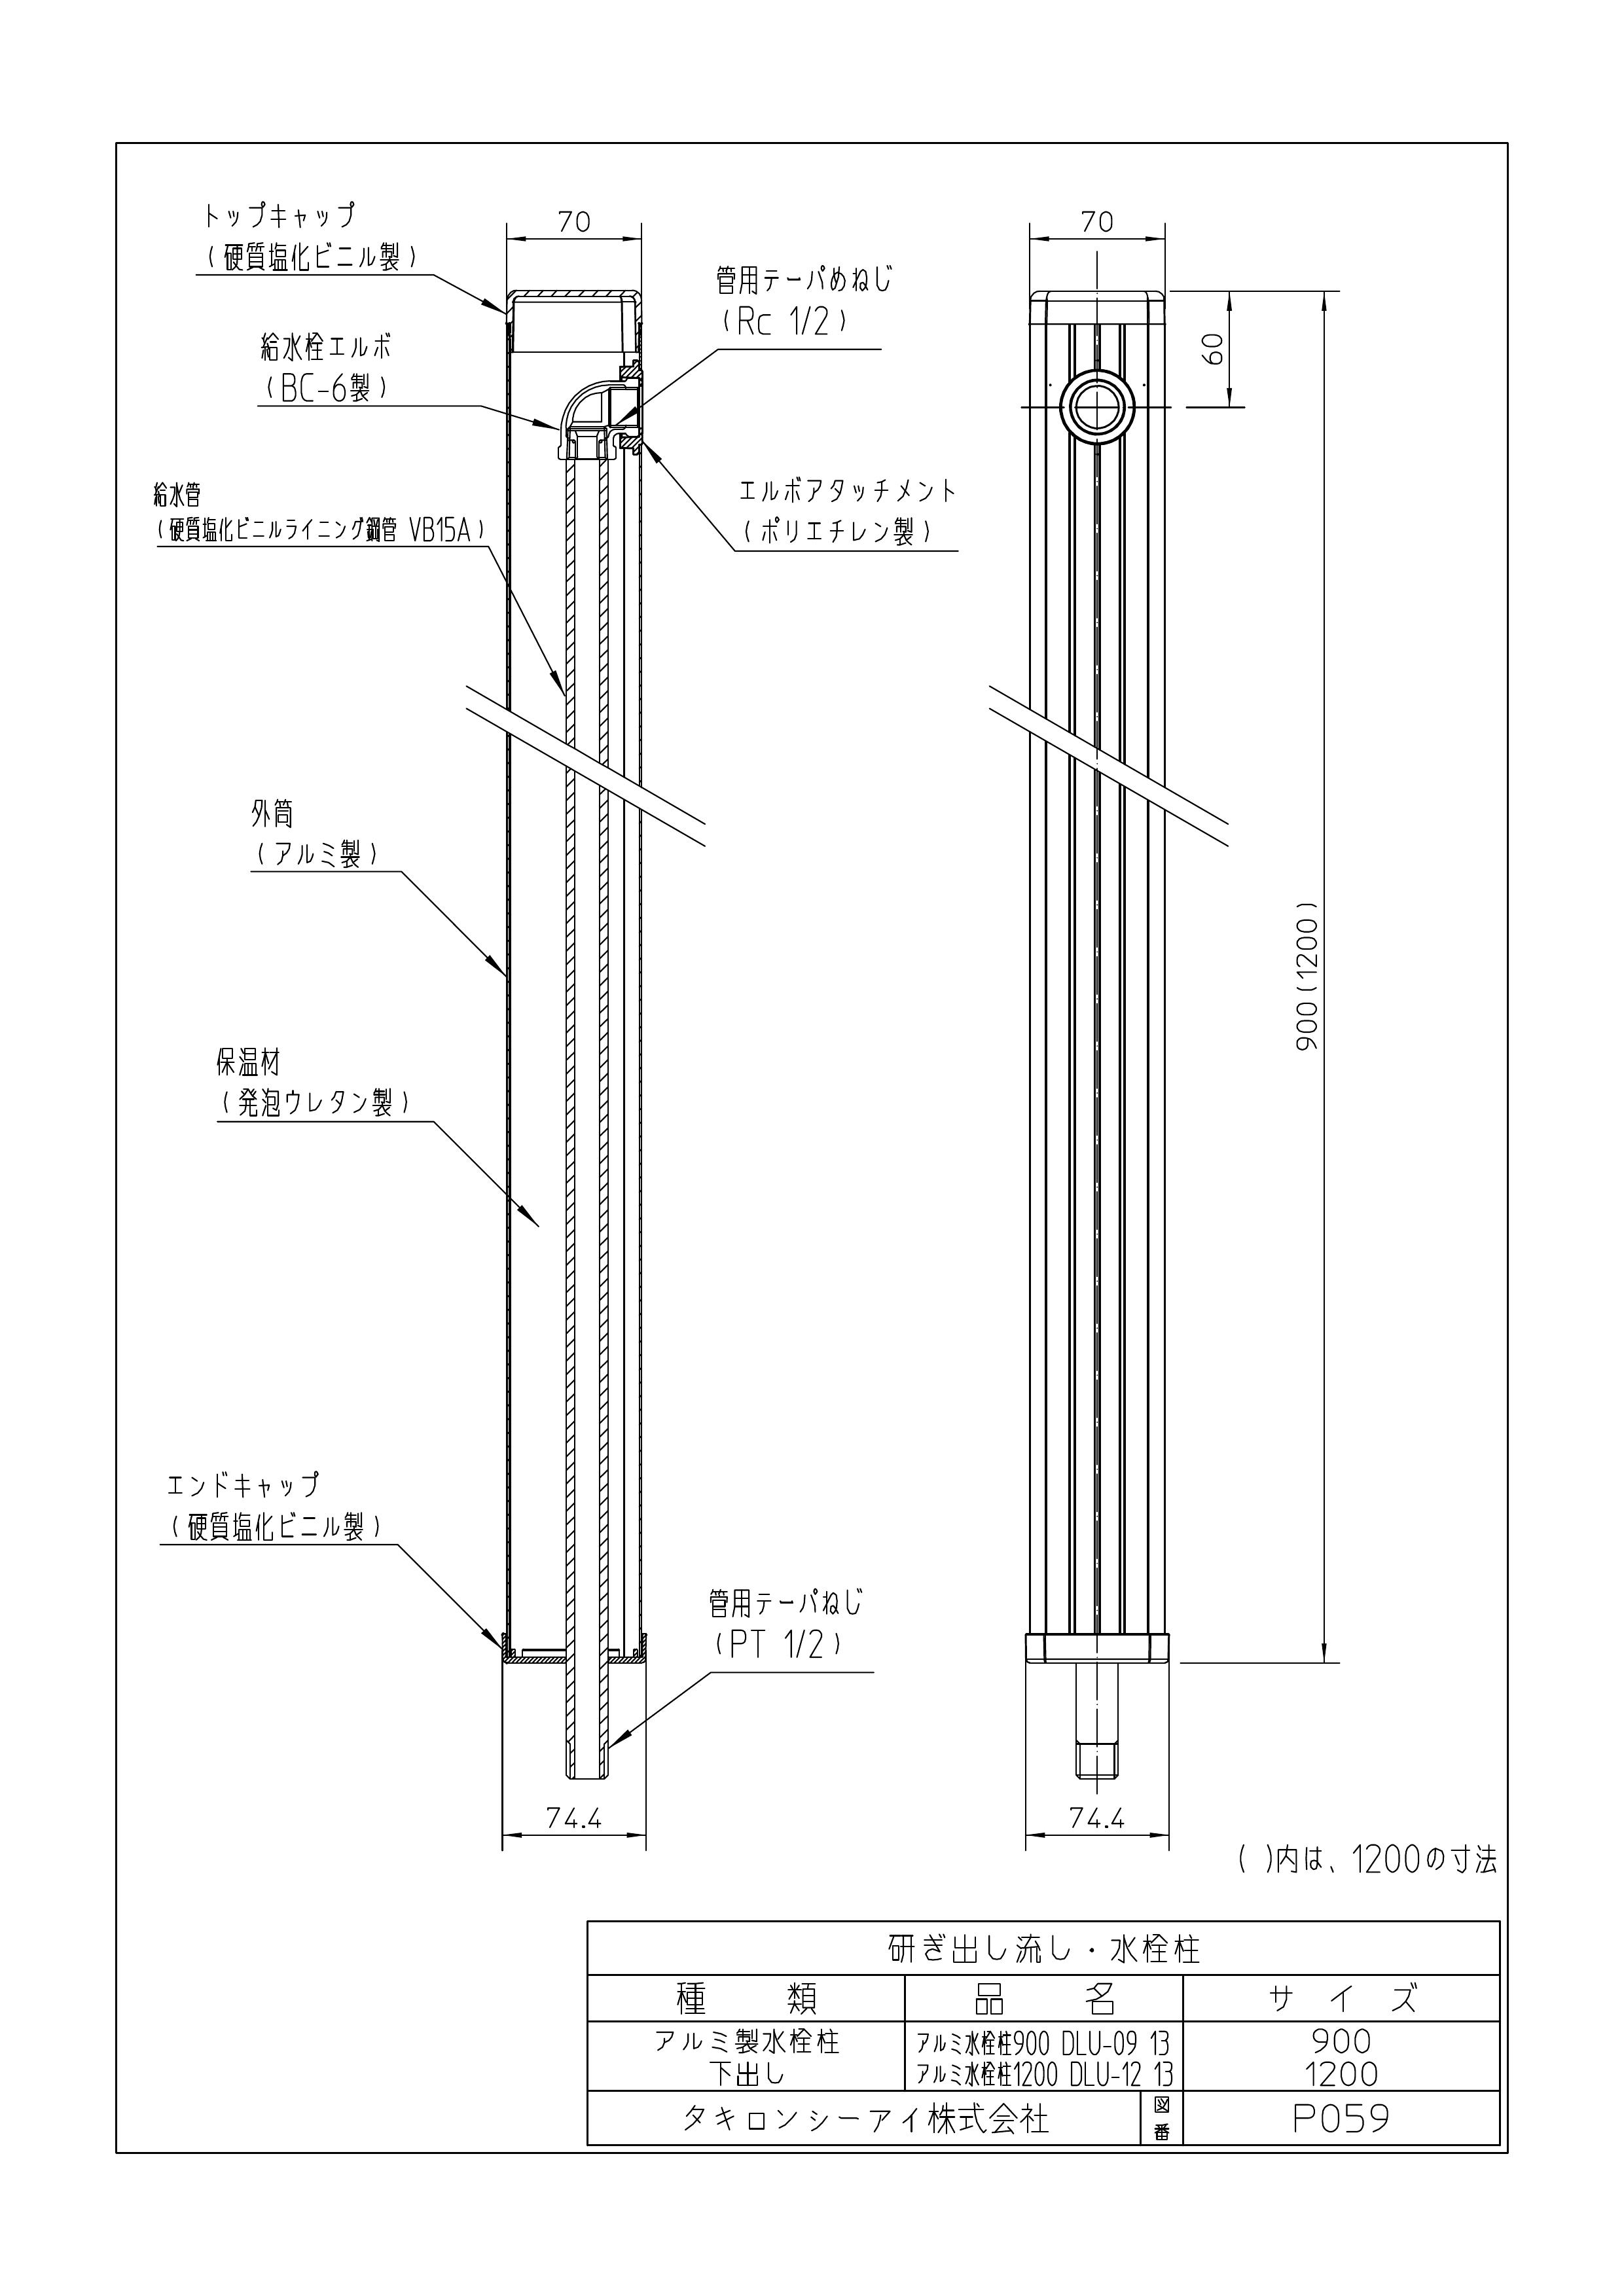 トップキャップ
(硬質塩化ビニル製)
70
管用テーパめねじ
(Rc 1/2)
給水栓エルボ
(BC-6製)
給水管
(硬質塩化ビニルライニング鋼管 VB15A)
エルボアタッチメント
(ポリエチレン製)
外筒
(アルミ製)
保温材
(発泡ウレタン製)
エンドキャップ
(硬質塩化ビニル製)
管用テーパねじ
(PT 1/2)
74.4
70
60
900(1200)
74.4
( )内は、1200の寸法
研ぎ出し流し・水栓柱
種 類 品 名 サ イ ズ
アルミ製水栓柱 アルミ水栓柱900 DLU-09 13 900
下出し アルミ水栓柱1200 DLU-12 13 1200
タキロンシーアイ株式会社 図番 P059